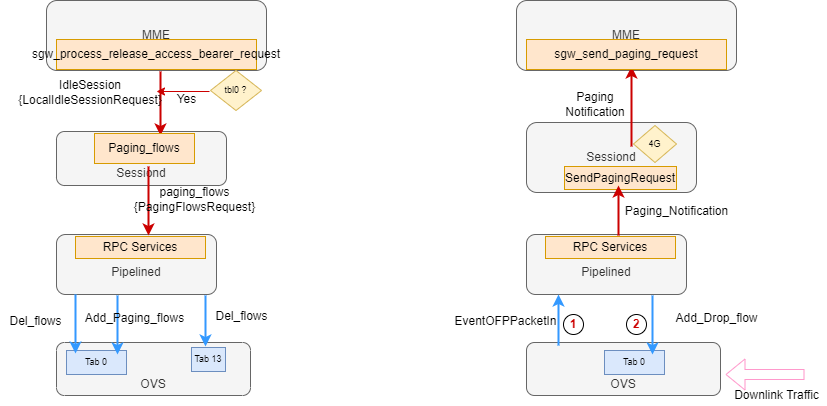 MME
sgw_process_release_access_bearer_request
IdleSession
{LocalIdleSessionRequest}
Yes
tbl0 ?
Paging_flows
Sessiond
paging_flows
{PagingFlowsRequest}
RPC Services
Pipelined
Del_flows
Add_Paging_flows
Del_flows
Tab 0
Tab 13
OVS
MME
sgw_send_paging_request
Paging
Notification
4G
Sessiond
SendPagingRequest
Paging_Notification
RPC Services
Pipelined
EventOFPPacketIn
1
2
Add_Drop_flow
Tab 0
OVS
Downlink Traffic